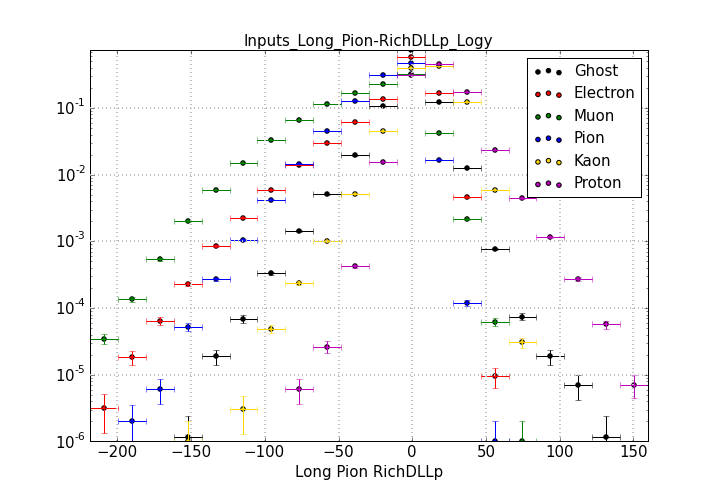 Inputs_Long_Pion-RichDLLp_Logy
Ghost
Electron
Muon
Pion
Kaon
Proton
10^-1
10^-2
10^-3
10^-4
10^-5
10^-6
−200 −150 −100 −50 0 50 100 150
Long Pion RichDLLp